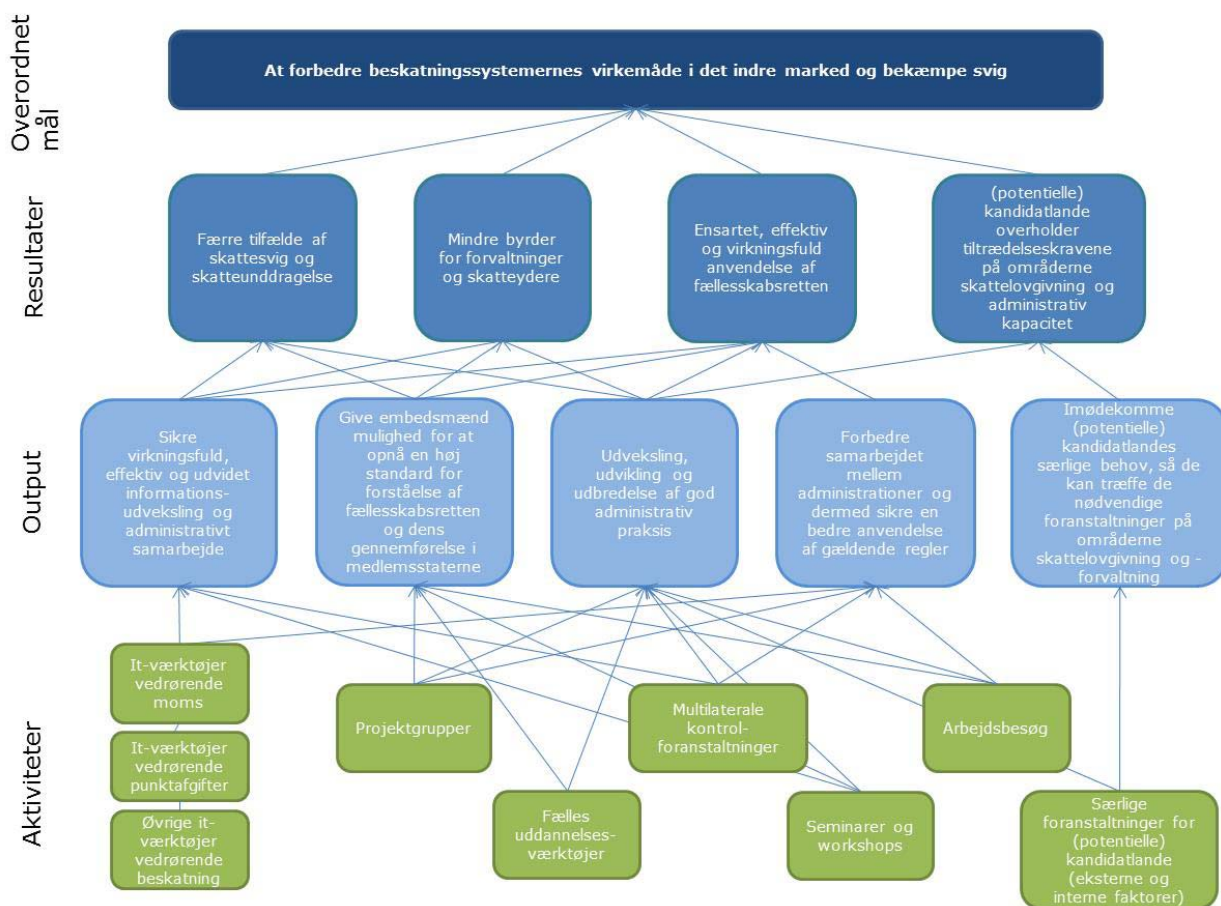 Overordnet
mål
At forbedre beskatningssystemernes virkemåde i det indre marked og bekæmpe svig
Resultater
Færre tilfælde af
skattesvig og
skatteunddragelse
Mindre byrder
for forvaltninger
og skatteydere
Ensartet, effektiv
og virkningsfuld
anvendelse af
fællesskabsretten
(potentielle)
kandidatlande
overholder
tiltrædelseskravene
på områderne
skattelovgivning og
administrativ
kapacitet
Output
Sikre
virkningsfuld,
effektiv og udvidet
informations-
udveksling og
administrativt
samarbejde
Give embedsmænd
mulighed for at
opnå en høj
standard for
forståelse af
fællesskabsretten
og dens
gennemførelse i
medlemsstaterne
Udveksling,
udvikling og
udbredelse af god
administrativ
praksis
Forbedre
samarbejdet
mellem
administrationer og
dermed sikre en
bedre anvendelse
af gældende regler
Imødekomme
(potentielle)
kandidatlandes
særlige behov, så de
kan træffe de
nødvendige
foranstaltninger på
områderne
skattelovgivning og -
forvaltning
Aktiviteter
It-værktøjer
vedrørende
moms
It-værktøjer
vedrørende
punktafgifter
Øvrige it-
værktøjer
vedrørende
beskatning
Projektgrupper
Multilaterale
kontrol-
foranstaltninger
Arbejdsbesøg
Fælles
uddannelses-
værktøjer
Seminarer og
workshops
Særlige
foranstaltninger for
(potentielle)
kandidatlande
(eksterne og
interne faktorer)